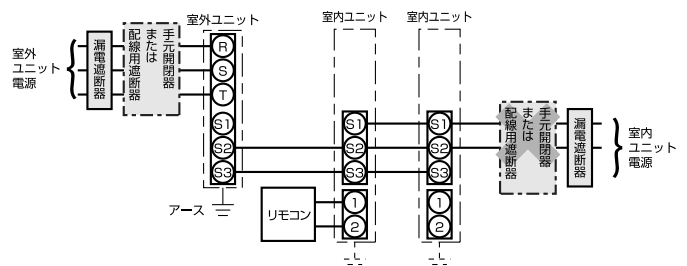 室外
ユニット
電源
漏電遮断器
手元開閉器
または
配線用遮断器
室外ユニット
R
S
T
S1
S2
S3
アース
リモコン
室内ユニット
S1
S2
S3
1
2
室内ユニット
S1
S2
S3
1
2
手元開閉器
または
配線用遮断器
漏電遮断器
室内
ユニット
電源